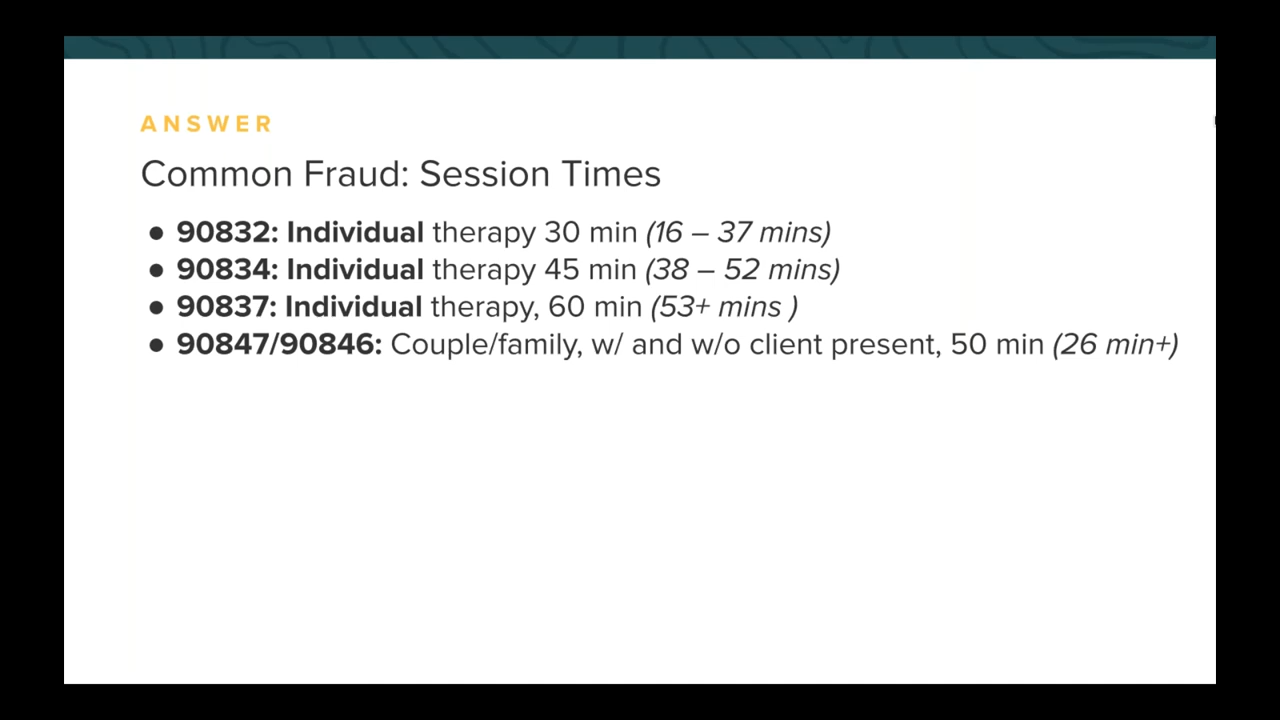 ANSWER
Common Fraud: Session Times
● 90832: Individual therapy 30 min (16 – 37 mins)
● 90834: Individual therapy 45 min (38 – 52 mins)
● 90837: Individual therapy, 60 min (53+ mins )
● 90847/90846: Couple/family, w/ and w/o client present, 50 min (26 min+)